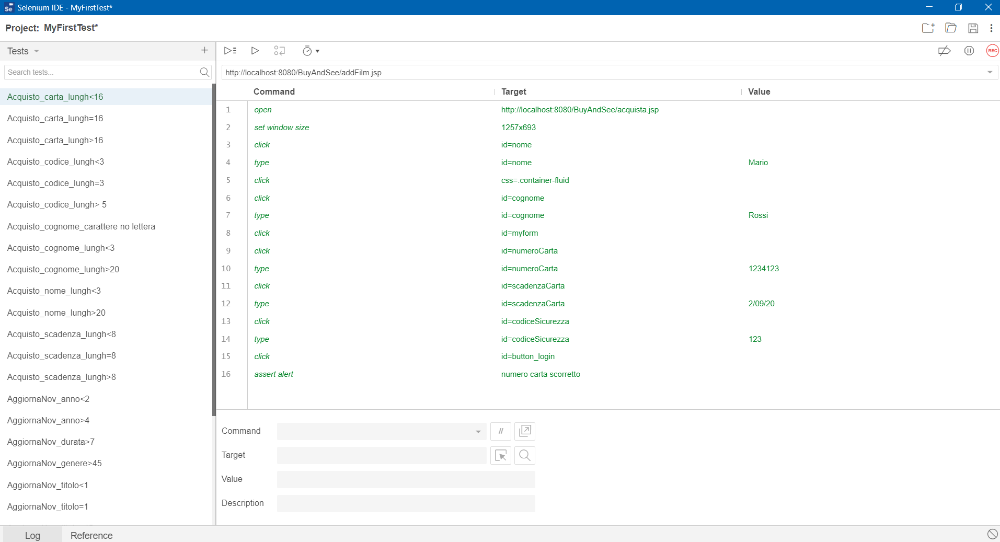 Selenium IDE - MyFirstTest*
Project: MyFirstTest*
Tests
Search tests...
Acquisto_carta_lungh<16
Acquisto_carta_lungh=16
Acquisto_carta_lungh>16
Acquisto_codice_lungh<3
Acquisto_codice_lungh=3
Acquisto_codice_lungh> 5
Acquisto_cognome_carattere no lettera
Acquisto_cognome_lungh<3
Acquisto_cognome_lungh>20
Acquisto_nome_lungh<3
Acquisto_nome_lungh>20
Acquisto_scadenza_lungh<8
Acquisto_scadenza_lungh=8
Acquisto_scadenza_lungh>8
AggiornaNov_anno<2
AggiornaNov_anno>4
AggiornaNov_durata>7
AggiornaNov_genere>45
AggiornaNov_titolo<1
AggiornaNov_titolo=1
REC
http://localhost:8080/BuyAndSee/addFilm.jsp
Command Target Value
1 open http://localhost:8080/BuyAndSee/acquista.jsp
2 set window size 1257x693
3 click id=nome
4 type id=nome Mario
5 click css=.container-fluid
6 click id=cognome
7 type id=cognome Rossi
8 click id=myform
9 click id=numeroCarta
10 type id=numeroCarta 1234123
11 click id=scadenzaCarta
12 type id=scadenzaCarta 2/09/20
13 click id=codiceSicurezza
14 type id=codiceSicurezza 123
15 click id=button_login
16 assert alert numero carta scorretto
Command //
Target
Value
Description
Log Reference